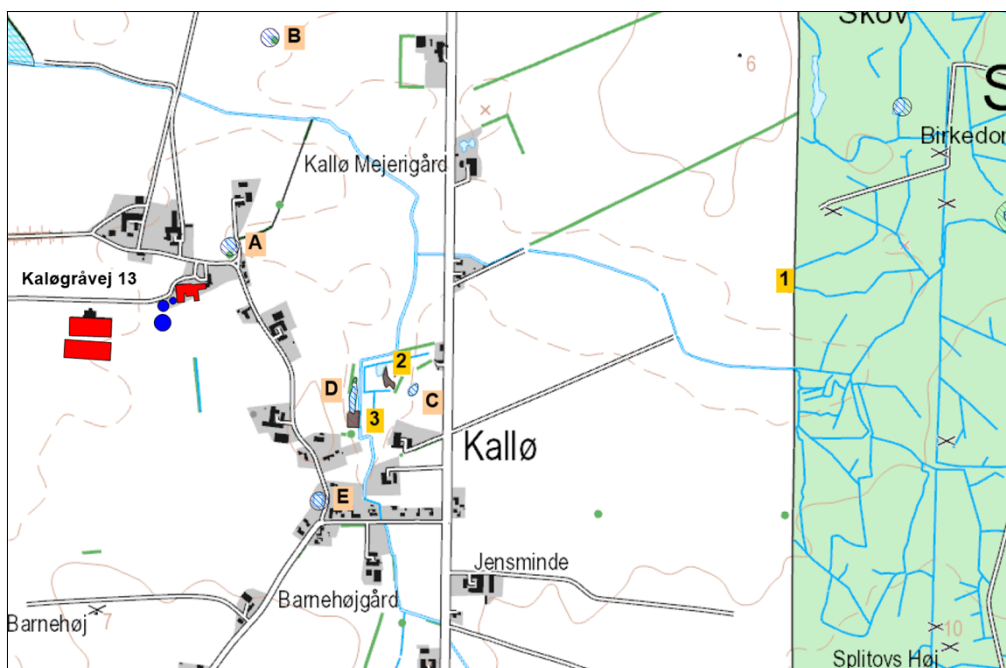 Skov
B
6
S
Birkedor
Kallø Mejerigård
A
Kaløgråvej 13
1
2
D
C
3
Kallø
E
Jensminde
Barnehøjgård
Barnehøj
7
10
Splitovs Høj